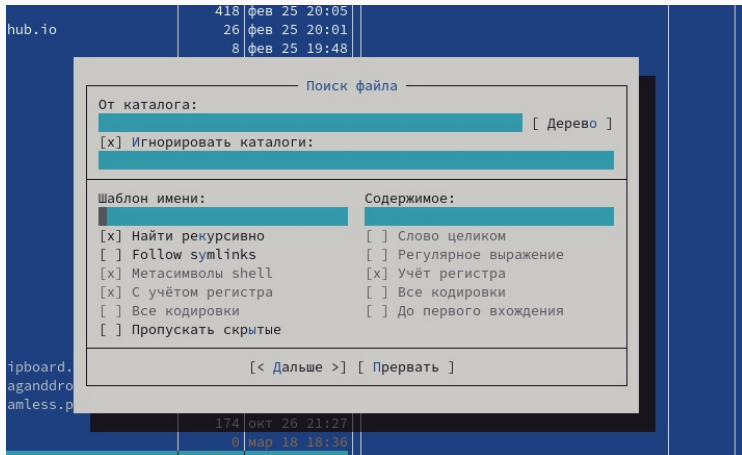 418 фев 25 20:05
hub.io 26 фев 25 20:01
8 фев 25 19:48
Поиск файла
От каталога:
[ Дерево ]
[x] Игнорировать каталоги:
Шаблон имени: Содержимое:
[x] Найти рекурсивно [ ] Слово целиком
[ ] Follow symlinks [ ] Регулярное выражение
[x] Метасимволы shell [x] Учёт регистра
[x] С учётом регистра [ ] Все кодировки
[ ] Все кодировки [ ] До первого вхождения
[ ] Пропускать скрытые
[< Дальше >] [ Прервать ]
ipboard.
aganddro
amless.p
174 окт 26 21:27
0 мар 18 18:36